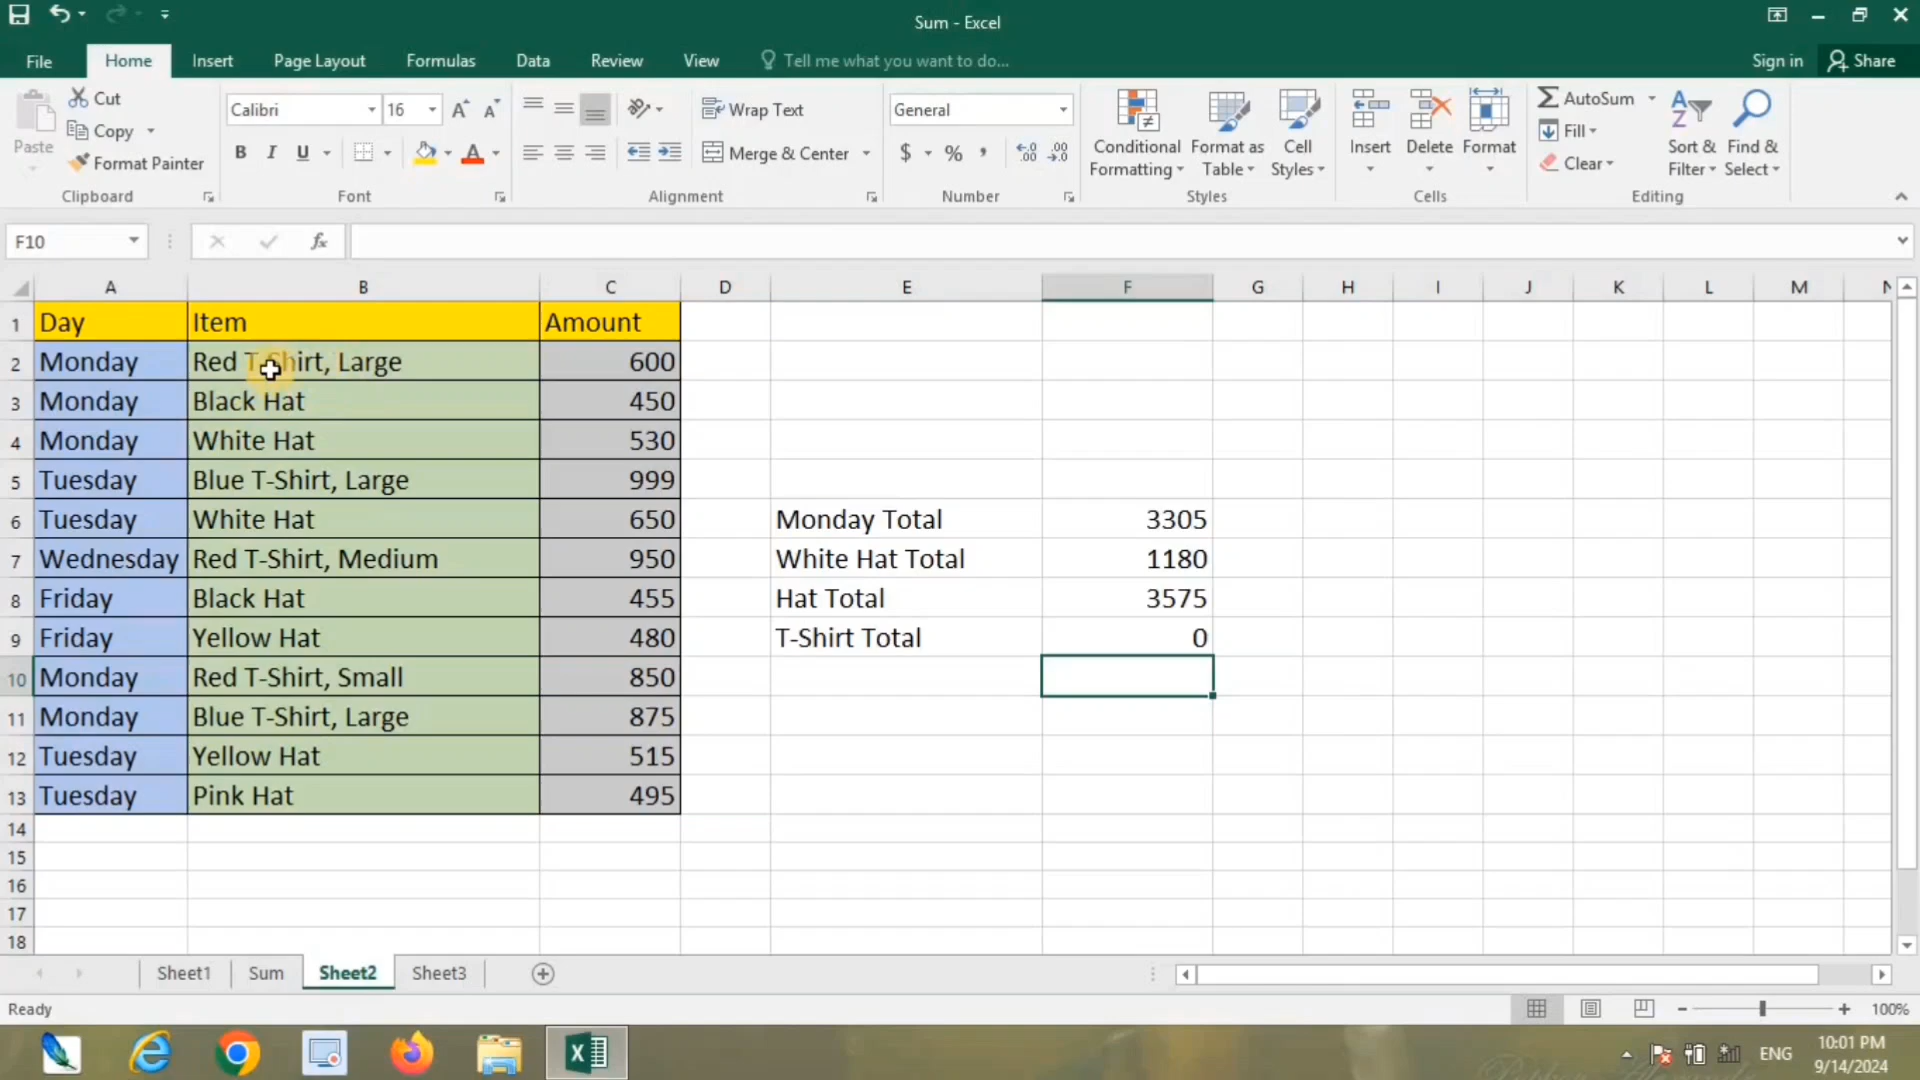 Sum - Excel
File Home Insert Page Layout Formulas Data Review View Tell me what you want to do... Sign in Share
Paste Cut Copy Format Painter Clipboard
Calibri 16 A A B I U A Font
Wrap Text Merge & Center Alignment
General $ % , Number
Conditional Formatting Format as Table Cell Styles Styles
Insert Delete Format Cells
AutoSum Fill Clear Sort & Filter Find & Select Editing
F10 fx
A B C D E F G H I J K L M N
1 Day Item Amount
2 Monday Red T-Shirt, Large 600
3 Monday Black Hat 450
4 Monday White Hat 530
5 Tuesday Blue T-Shirt, Large 999
6 Tuesday White Hat 650 Monday Total 3305
7 Wednesday Red T-Shirt, Medium 950 White Hat Total 1180
8 Friday Black Hat 455 Hat Total 3575
9 Friday Yellow Hat 480 T-Shirt Total 0
10 Monday Red T-Shirt, Small 850
11 Monday Blue T-Shirt, Large 875
12 Tuesday Yellow Hat 515
13 Tuesday Pink Hat 495
14
15
16
17
18
Sheet1 Sum Sheet2 Sheet3
Ready 100%
ENG 10:01 PM
9/14/2024